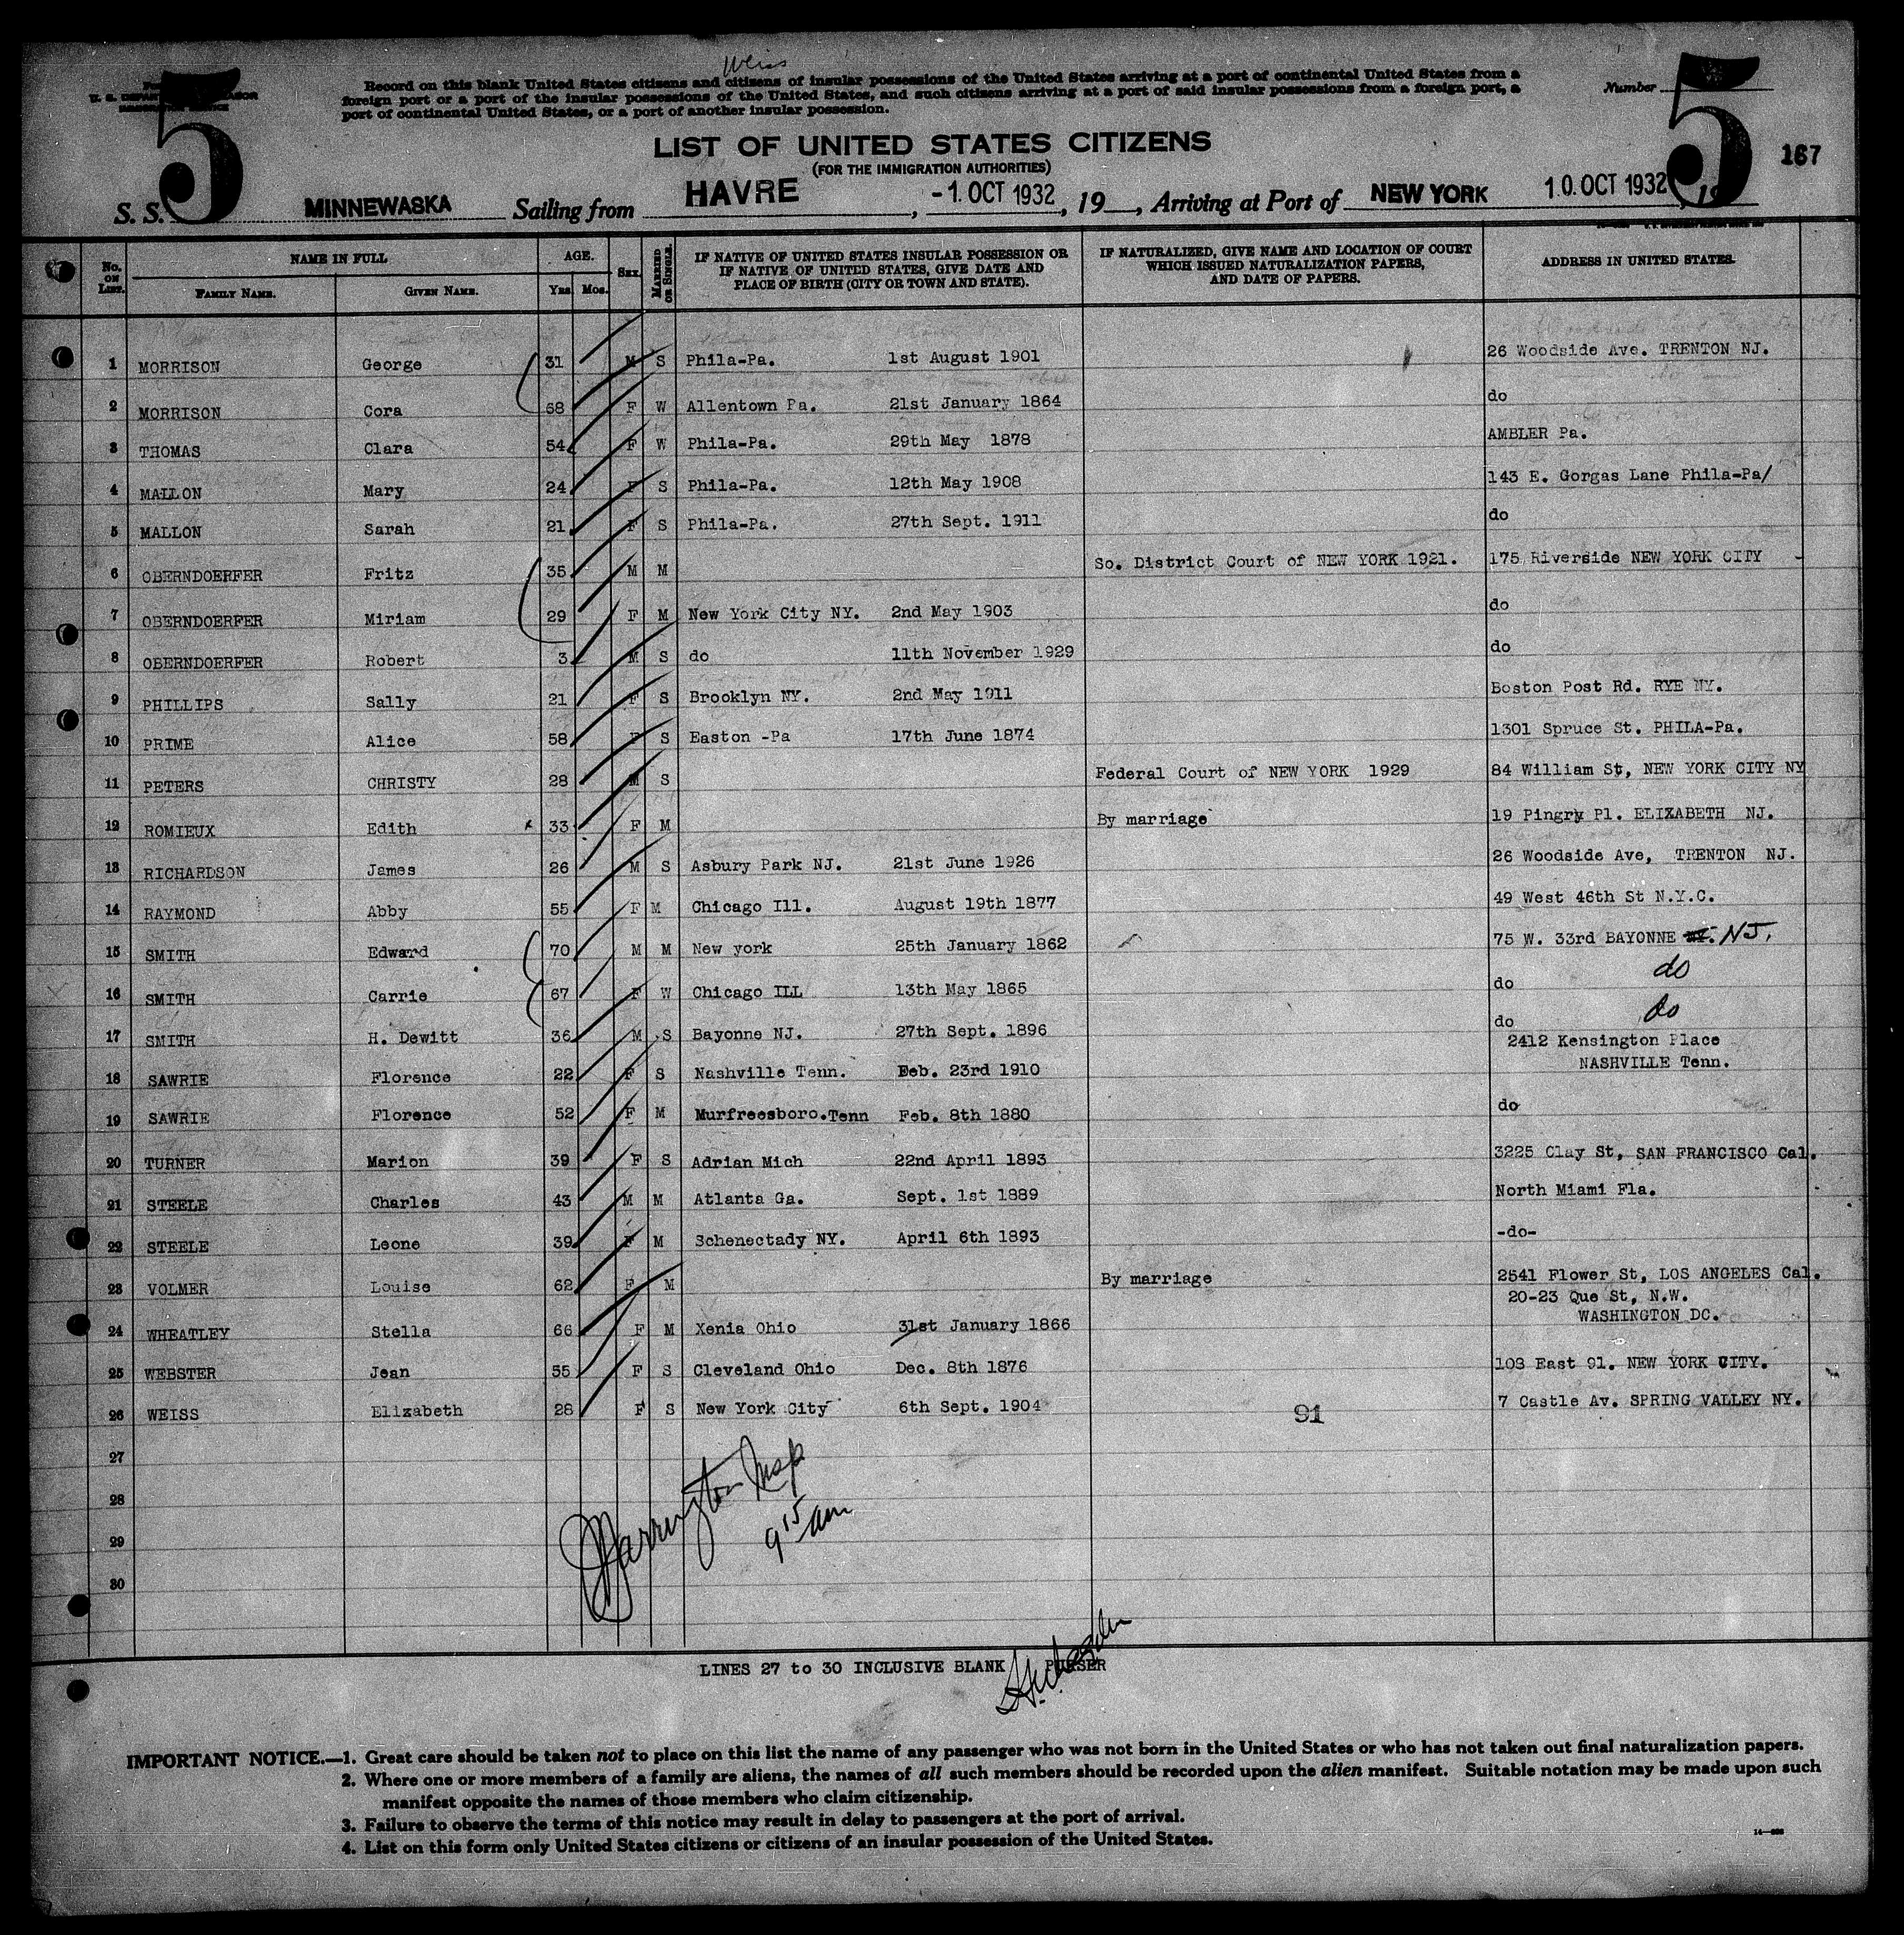 Weiss
5
5
Record on this blank United States citizens and citizens of insular possessions of the United States arriving at a port of continental United States from a
foreign port or a port of the insular possessions of the United States, and such citizens arriving at a port of said insular possessions from a foreign port, a
port of continental United States, or a port of another insular possession.
Number
LIST OF UNITED STATES CITIZENS
(FOR THE IMMIGRATION AUTHORITIES)
167
S. S. MINNEWASKA Sailing from HAVRE, -1. OCT 1932, 19__, Arriving at Port of NEW YORK 10. OCT 1932, 19
No. ON LIST. NAME IN FULL AGE. SEX. MARRIED OR SINGLE. IF NATIVE OF UNITED STATES INSULAR POSSESSION OR IF NATIVE OF UNITED STATES, GIVE DATE AND PLACE OF BIRTH (CITY OR TOWN AND STATE). IF NATURALIZED, GIVE NAME AND LOCATION OF COURT WHICH ISSUED NATURALIZATION PAPERS, AND DATE OF PAPERS. ADDRESS IN UNITED STATES.
FAMILY NAME. GIVEN NAME. Yrs. Mos.
1 MORRISON George 31 M S Phila-Pa. 1st August 1901 26 Woodside Ave. TRENTON NJ.
2 MORRISON Cora 68 F W Allentown Pa. 21st January 1864 do
3 THOMAS Clara 54 F W Phila-Pa. 29th May 1878 AMBLER Pa.
4 MALLON Mary 24 F S Phila-Pa. 12th May 1908 143 E. Gorgas Lane Phila-Pa/
5 MALLON Sarah 21 F S Phila-Pa. 27th Sept. 1911 do
6 OBERNDOERFER Fritz 35 M M So. District Court of NEW YORK 1921. 175 Riverside NEW YORK CITY
7 OBERNDOERFER Miriam 29 F M New York City NY. 2nd May 1903 do
8 OBERNDOERFER Robert 3 M S do 11th November 1929 do
9 PHILLIPS Sally 21 F S Brooklyn NY. 2nd May 1911 Boston Post Rd. RYE NY.
10 PRIME Alice 58 F S Easton -Pa 17th June 1874 1301 Spruce St. PHILA-Pa.
11 PETERS CHRISTY 28 M S Federal Court of NEW YORK 1929 84 William St, NEW YORK CITY NY
12 ROMIEUX Edith x 33 F M By marriage 19 Pingry Pl. ELIZABETH NJ.
13 RICHARDSON James 26 M S Asbury Park NJ. 21st June 1926 26 Woodside Ave, TRENTON NJ.
14 RAYMOND Abby 55 F M Chicago Ill. August 19th 1877 49 West 46th St N.Y.C.
15 SMITH Edward 70 M M New york 25th January 1862 75 W. 33rd BAYONNE NJ.
16 SMITH Carrie 67 F W Chicago ILL 13th May 1865 do do
17 SMITH H. Dewitt 36 M S Bayonne NJ. 27th Sept. 1896 do do
18 SAWRIE Florence 22 F S Nashville Tenn. Feb. 23rd 1910 2412 Kensington Place
NASHVILLE Tenn.
19 SAWRIE Florence 52 F M Murfreesboro.Tenn Feb. 8th 1880 do
20 TURNER Marion 39 F S Adrian Mich 22nd April 1893 3225 Clay St, SAN FRANCISCO Cal.
21 STEELE Charles 43 M M Atlanta Ga. Sept. 1st 1889 North Miami Fla.
22 STEELE Leone 39 F M Schenectady NY. April 6th 1893 -do-
23 VOLMER Louise 62 F M By marriage 2541 Flower St, LOS ANGELES Cal.
24 WHEATLEY Stella 66 F M Xenia Ohio 31st January 1866 20-23 Que St, N.W.
WASHINGTON DC.
25 WEBSTER Jean 55 F S Cleveland Ohio Dec. 8th 1876 103 East 91. NEW YORK CITY.
26 WEISS Elizabeth 28 F S New York City 6th Sept. 1904 91 7 Castle Av. SPRING VALLEY NY.
27
28
29
30
Harrington Insp
9 15 am
LINES 27 to 30 INCLUSIVE BLANK PURSER
IMPORTANT NOTICE.—1. Great care should be taken not to place on this list the name of any passenger who was not born in the United States or who has not taken out final naturalization papers.
2. Where one or more members of a family are aliens, the names of all such members should be recorded upon the alien manifest. Suitable notation may be made upon such
manifest opposite the names of those members who claim citizenship.
3. Failure to observe the terms of this notice may result in delay to passengers at the port of arrival.
4. List on this form only United States citizens or citizens of an insular possession of the United States.